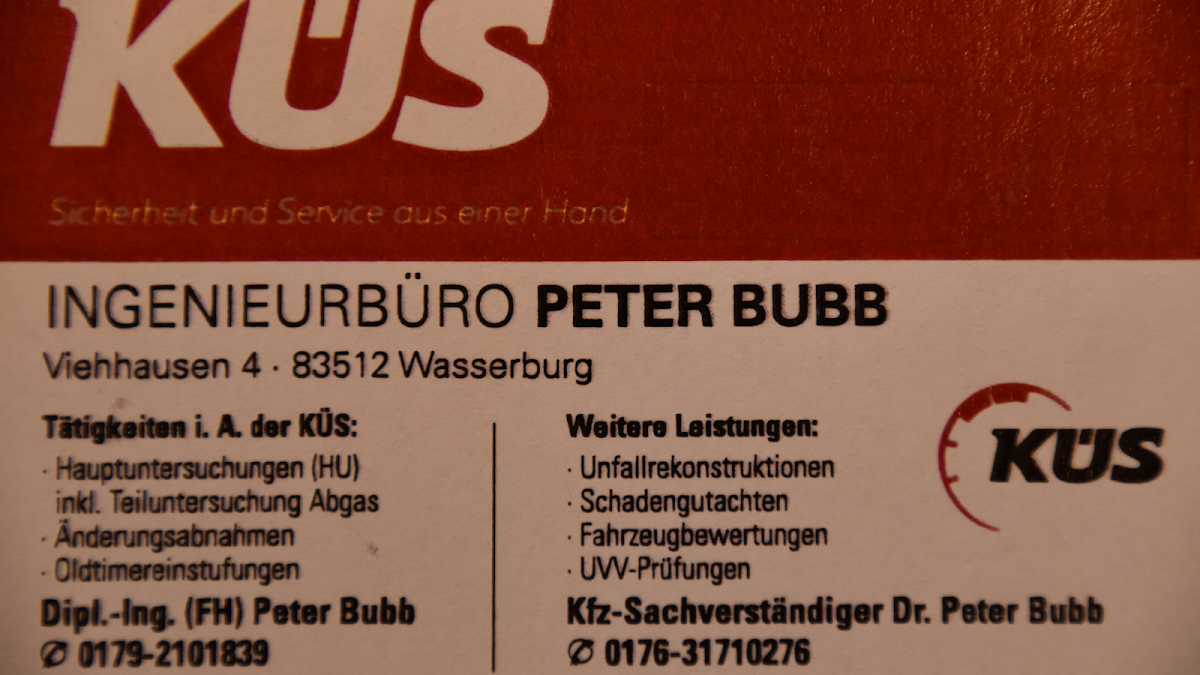 KÜS
Sicherheit und Service aus einer Hand
INGENIEURBÜRO PETER BUBB
Viehhausen 4 · 83512 Wasserburg
Tätigkeiten i. A. der KÜS:
· Hauptuntersuchungen (HU)
inkl. Teiluntersuchung Abgas
· Änderungsabnahmen
· Oldtimereinstufungen
Dipl.-Ing. (FH) Peter Bubb
✆ 0179-2101839
Weitere Leistungen:
· Unfallrekonstruktionen
· Schadengutachten
· Fahrzeugbewertungen
· UVV-Prüfungen
Kfz-Sachverständiger Dr. Peter Bubb
✆ 0176-31710276
KÜS